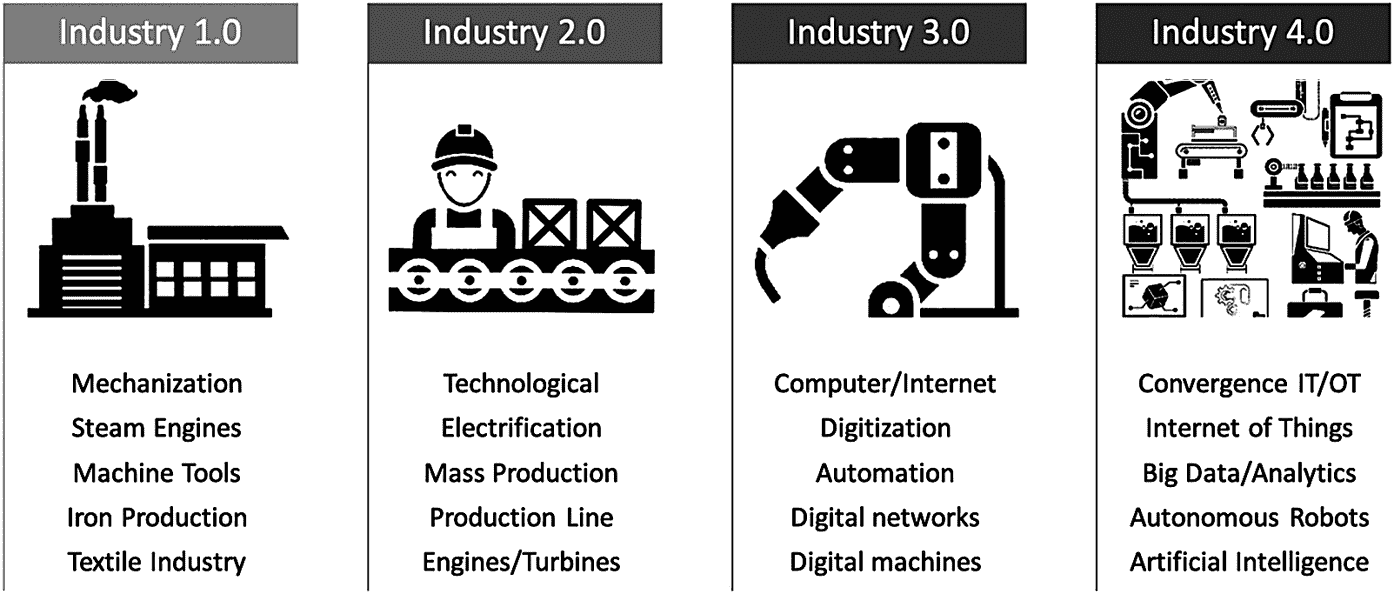 Industry 1.0
Mechanization
Steam Engines
Machine Tools
Iron Production
Textile Industry
Industry 2.0
Technological
Electrification
Mass Production
Production Line
Engines/Turbines
Industry 3.0
Computer/Internet
Digitization
Automation
Digital networks
Digital machines
Industry 4.0
Convergence IT/OT
Internet of Things
Big Data/Analytics
Autonomous Robots
Artificial Intelligence